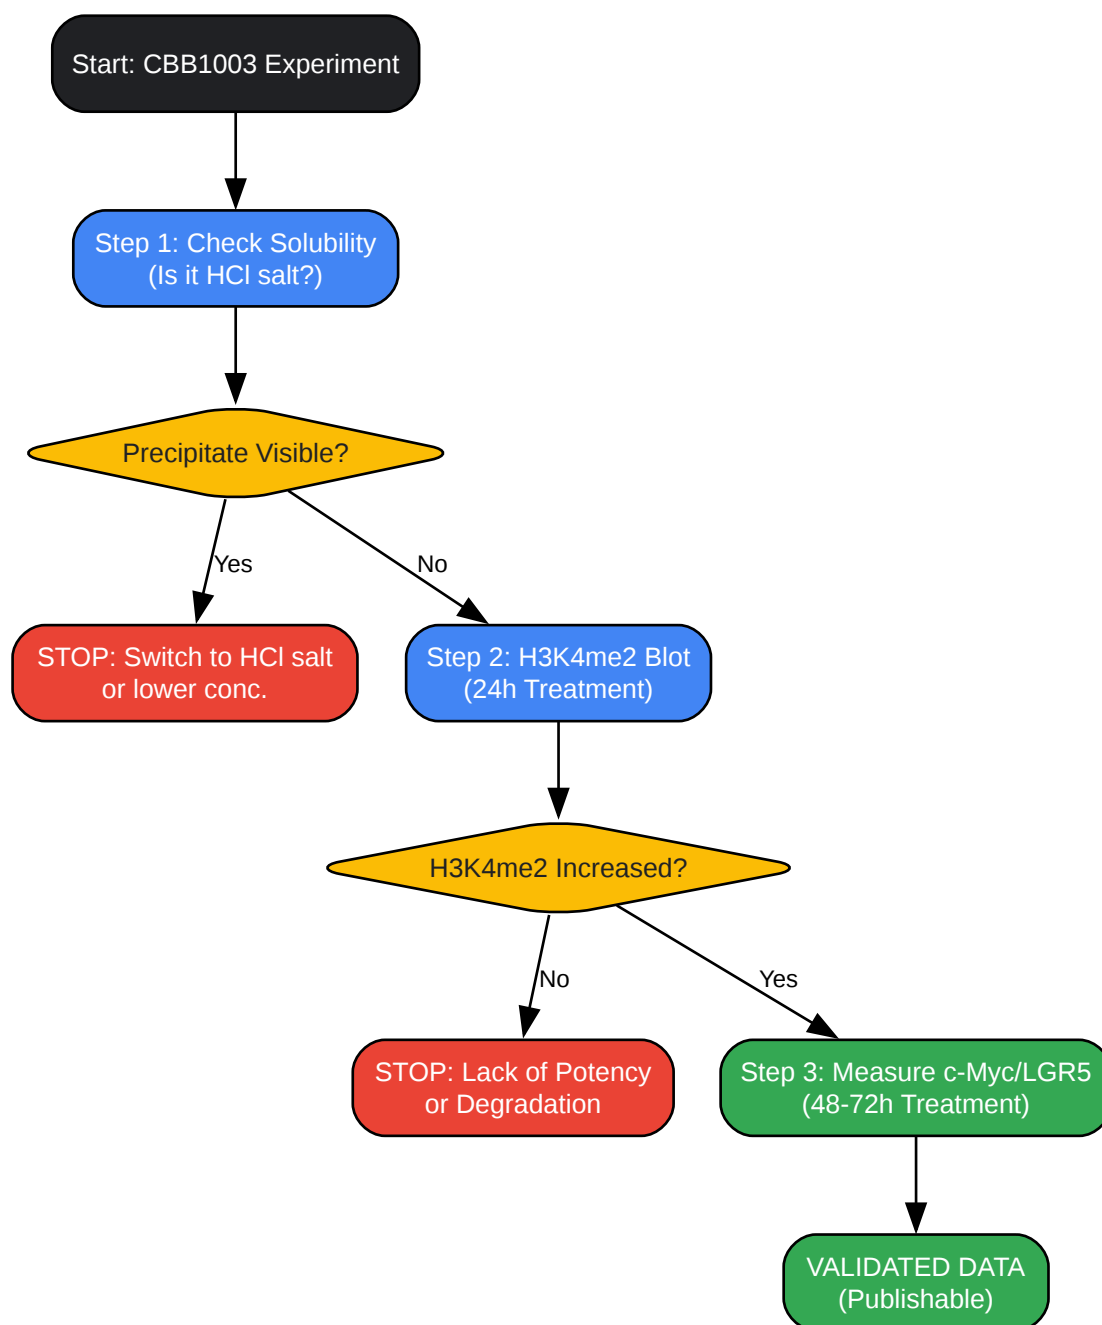 Start: CBB1003 Experiment
Step 1: Check Solubility
(Is it HCl salt?)
Precipitate Visible?
Yes
No
STOP: Switch to HCl salt
or lower conc.
Step 2: H3K4me2 Blot
(24h Treatment)
H3K4me2 Increased?
No
Yes
STOP: Lack of Potency
or Degradation
Step 3: Measure c-Myc/LGR5
(48-72h Treatment)
VALIDATED DATA
(Publishable)